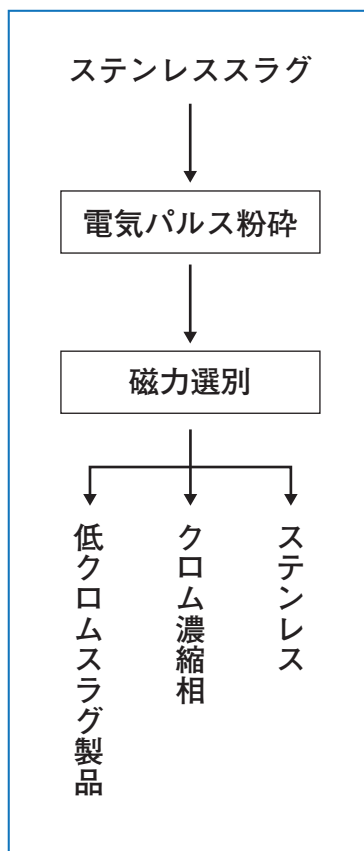 ステンレススラグ
電気パルス粉砕
磁力選別
低クロムスラグ製品
クロム濃縮相
ステンレス